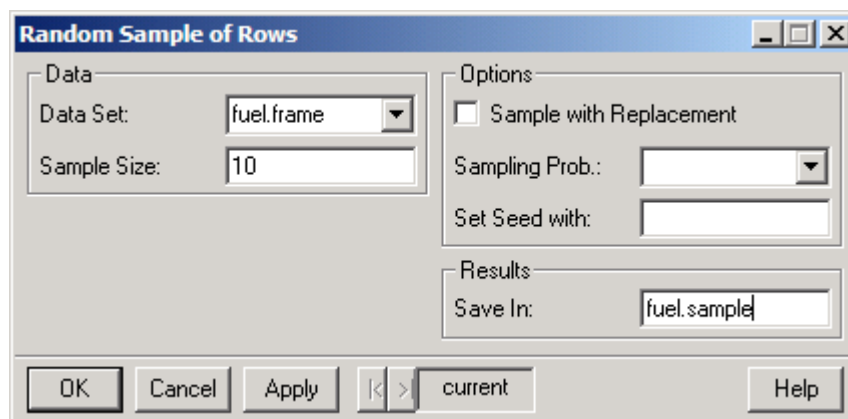 Random Sample of Rows
Data
Data Set: fuel.frame
Sample Size: 10
Options
Sample with Replacement
Sampling Prob.:
Set Seed with:
Results
Save In: fuel.sample
OK Cancel Apply |< >| current Help